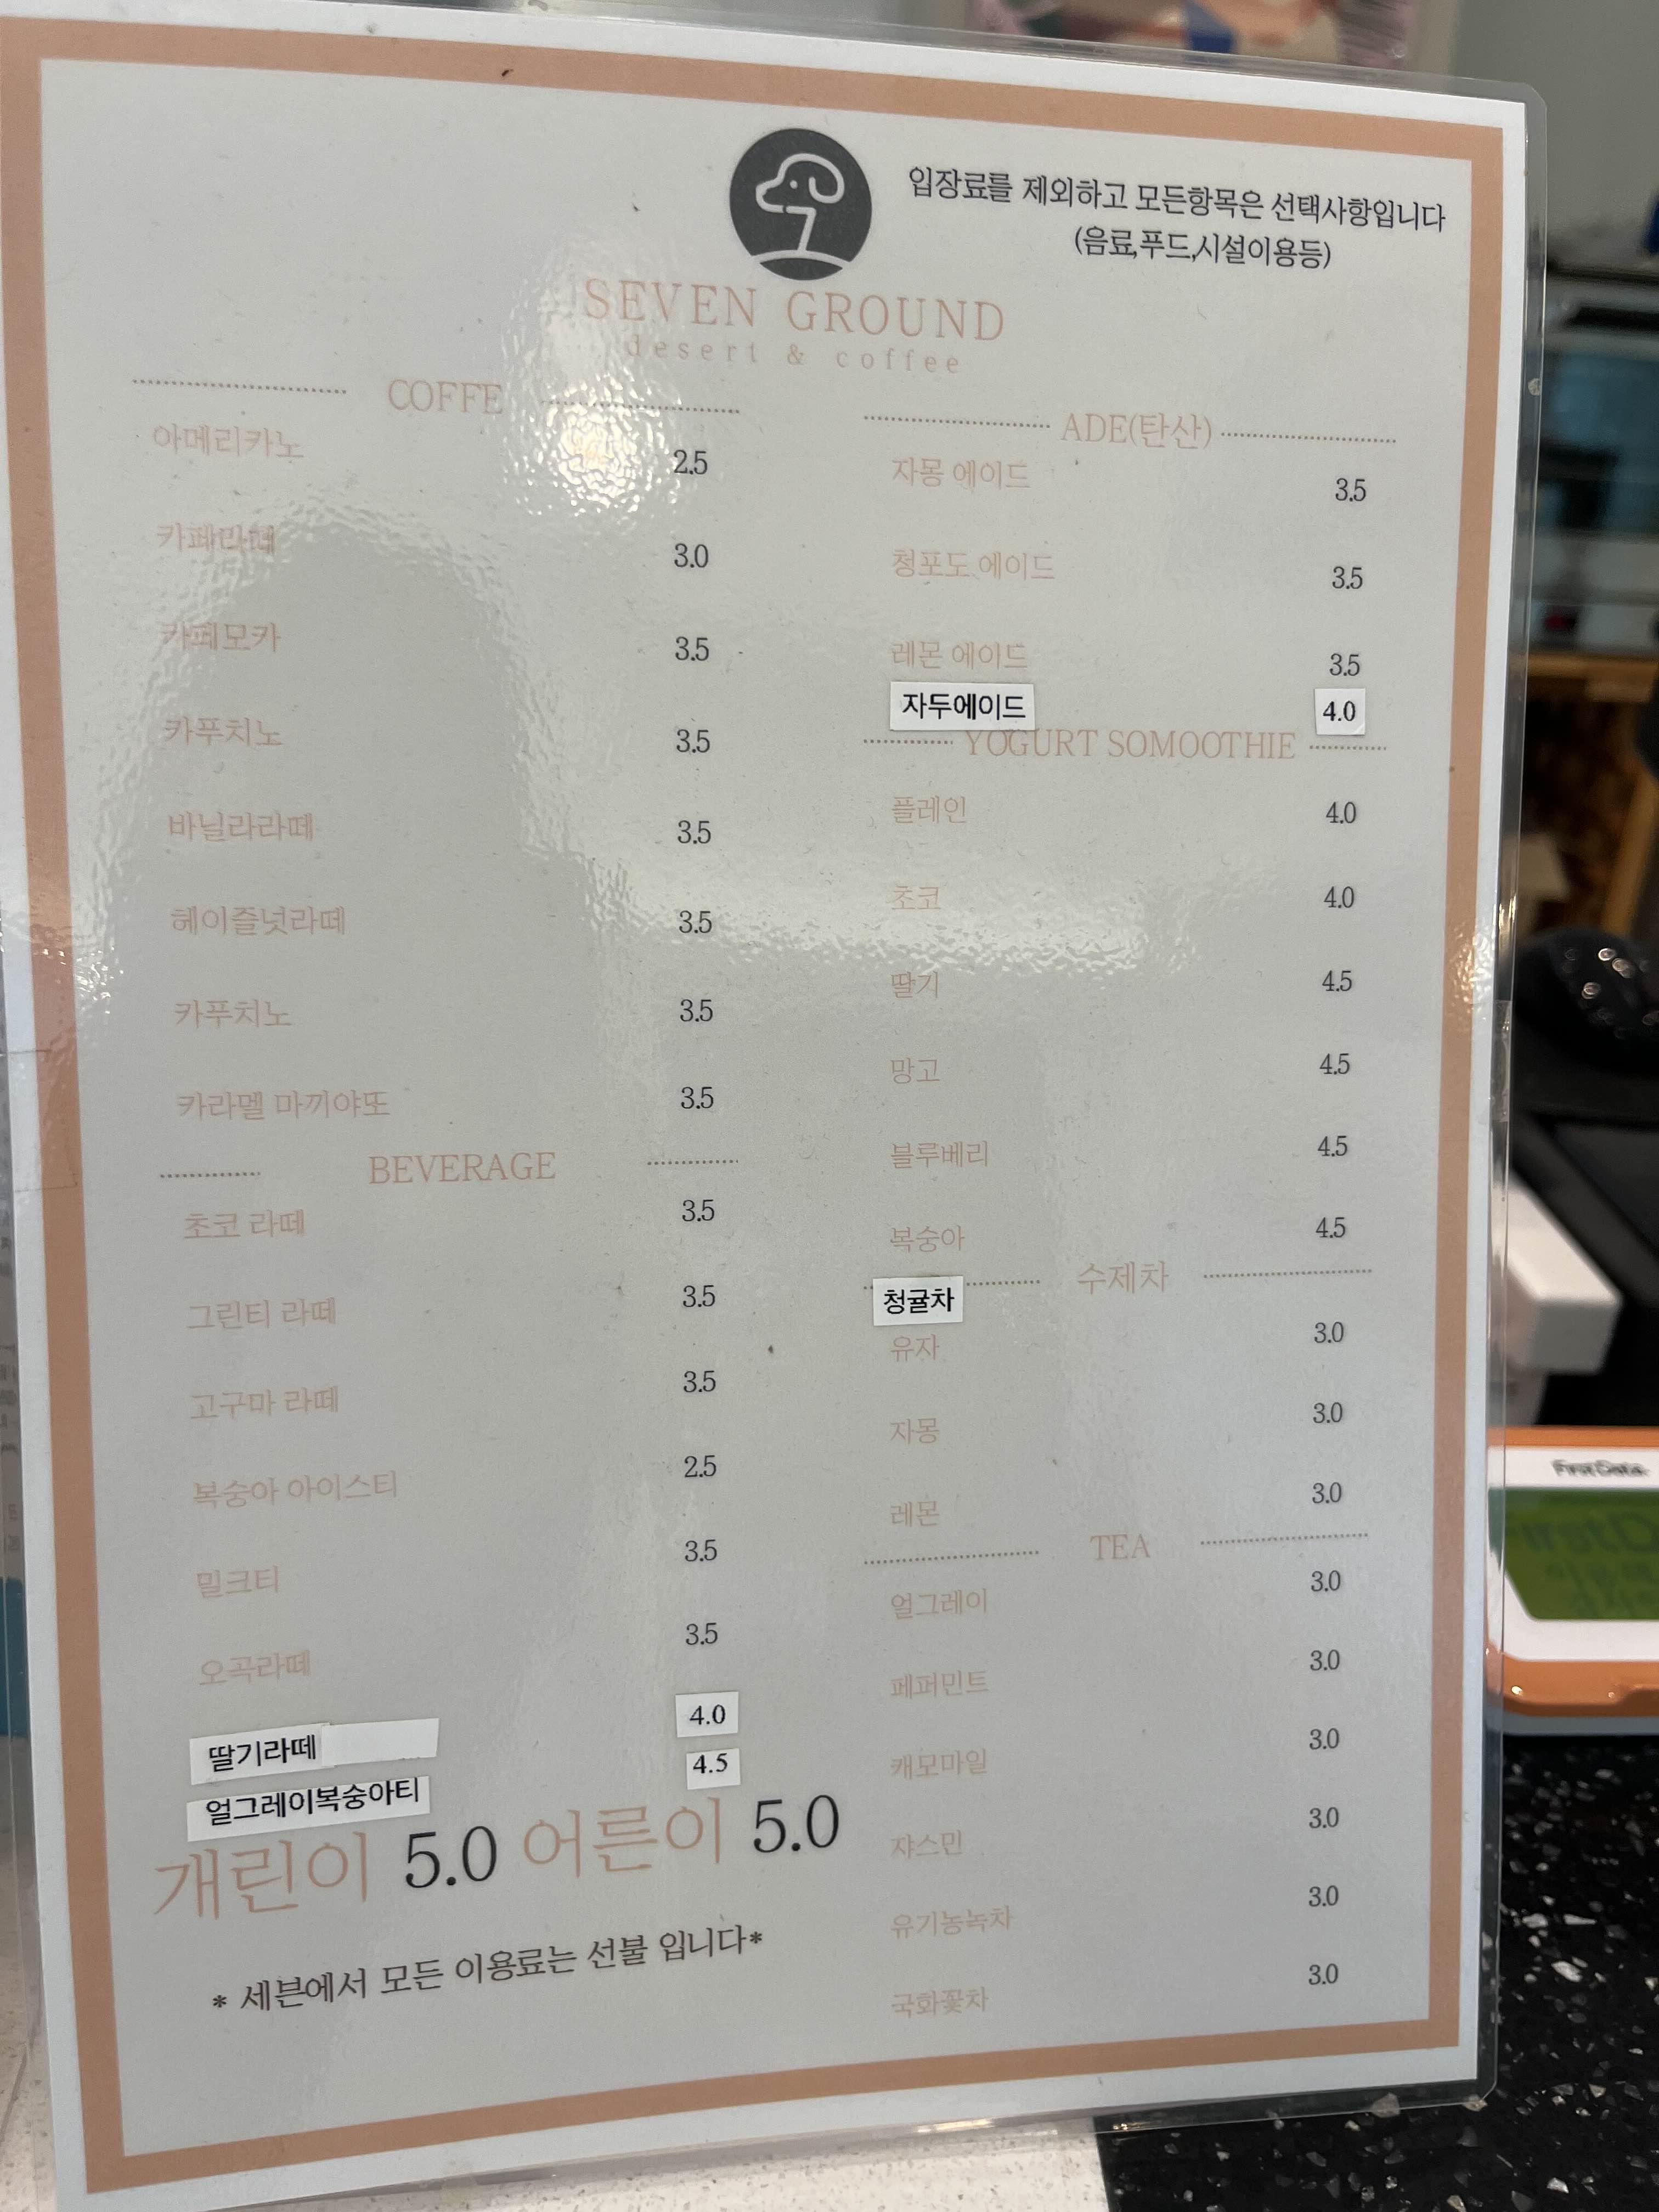 입장료를 제외하고 모든항목은 선택사항입니다
(음료,푸드,시설이용등)
SEVEN GROUND
desert & coffee
COFFE
아메리카노 2.5
카페라떼 3.0
카페모카 3.5
카푸치노 3.5
바닐라라떼 3.5
헤이즐넛라떼 3.5
카푸치노 3.5
카라멜 마끼야또 3.5
BEVERAGE
초코 라떼 3.5
그린티 라떼 3.5
고구마 라떼 3.5
복숭아 아이스티 2.5
밀크티 3.5
오곡라떼 3.5
딸기라떼 4.0
얼그레이복숭아티 4.5
개린이 5.0 어른이 5.0
* 세븐에서 모든 이용료는 선불 입니다*
ADE(탄산)
자몽 에이드 3.5
청포도 에이드 3.5
레몬 에이드 3.5
자두에이드 4.0
YOGURT SOMOOTHIE
플레인 4.0
초코 4.0
딸기 4.5
망고 4.5
블루베리 4.5
복숭아 4.5
수제차
청귤차
유자 3.0
자몽 3.0
레몬 3.0
TEA
얼그레이 3.0
페퍼민트 3.0
캐모마일 3.0
쟈스민 3.0
유기농녹차 3.0
국화꽃차 3.0
First Data